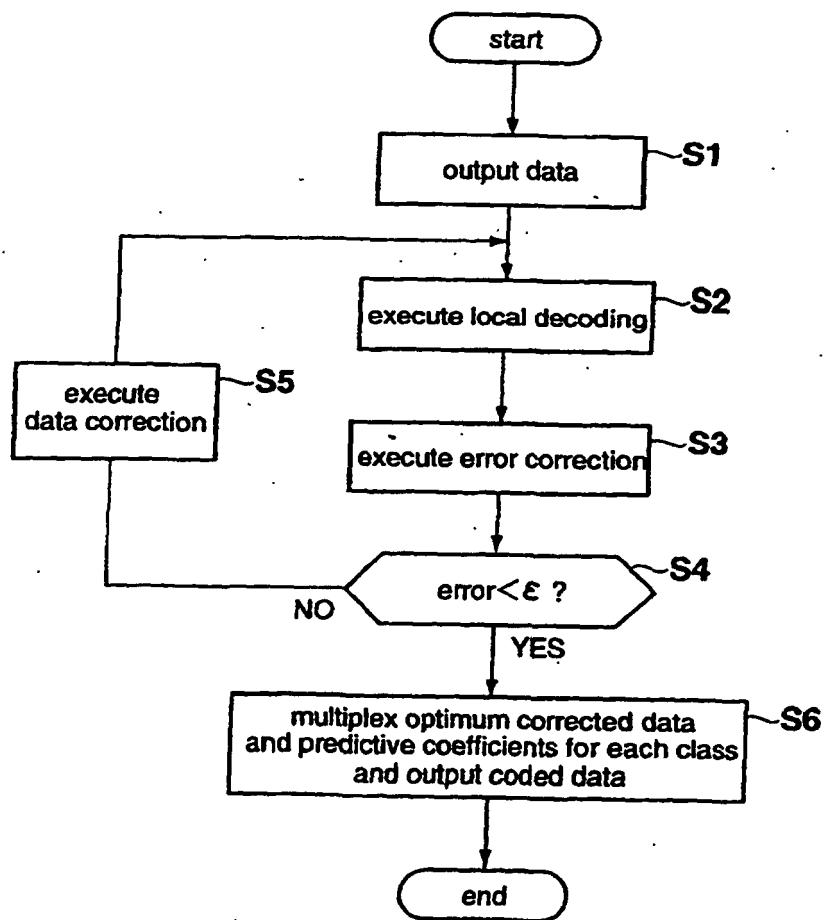 start
output data
S1
execute local decoding
S2
execute
data correction
S5
execute error correction
S3
error<ε ?
S4
NO
YES
multiplex optimum corrected data
and predictive coefficients for each class
and output coded data
S6
end